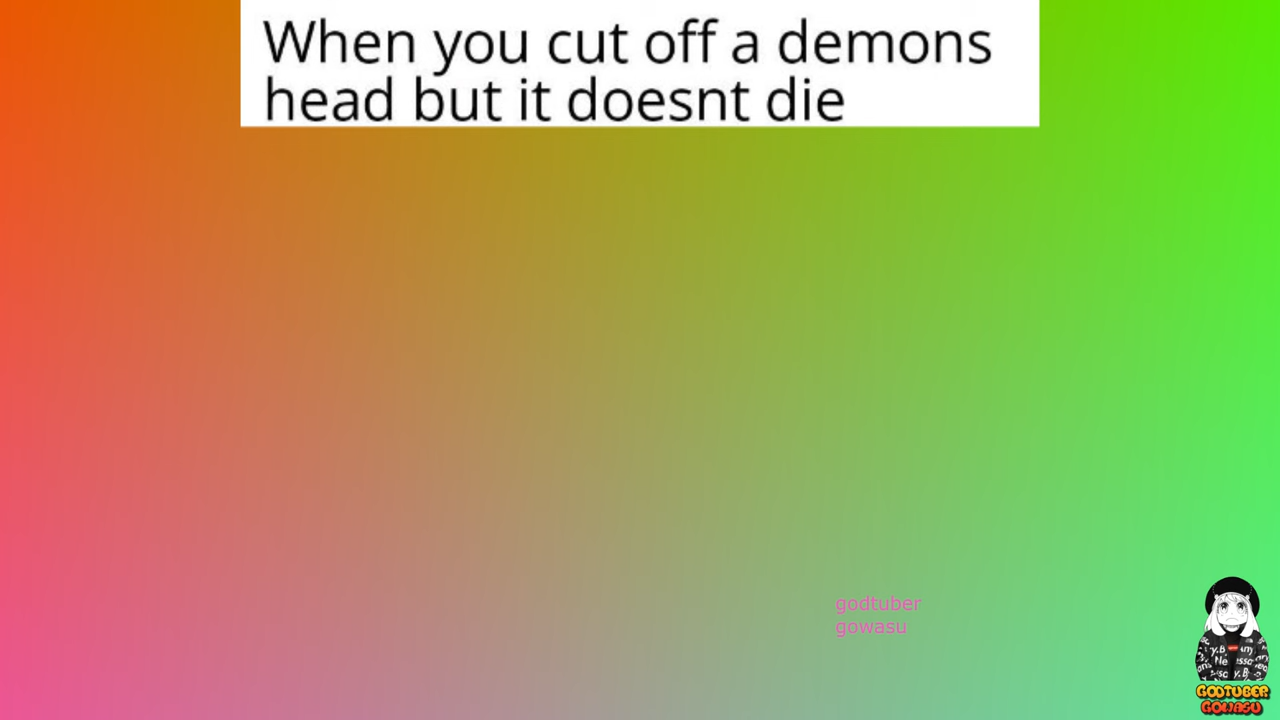 When you cut off a demons
head but it doesnt die
godtuber
gowasu
GODTUBER
GOWASU